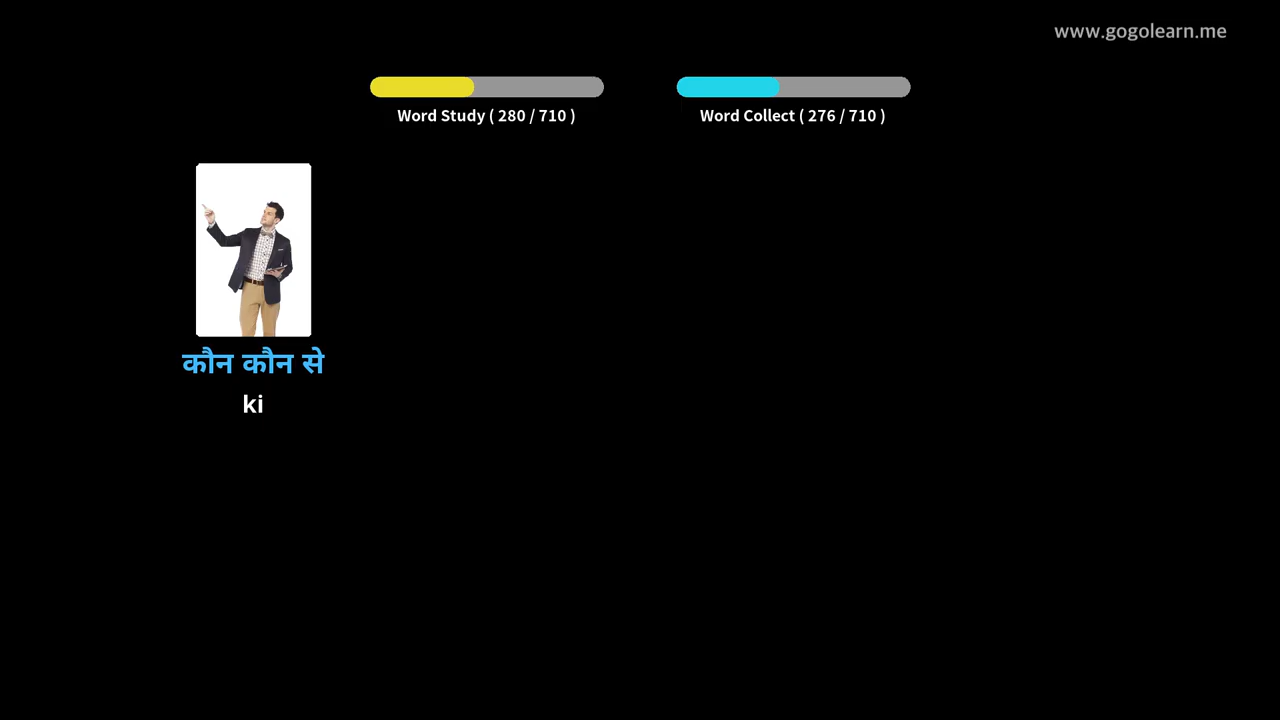 www.gogolearn.me
Word Study ( 280 / 710 )
Word Collect ( 276 / 710 )
कौन कौन से
ki